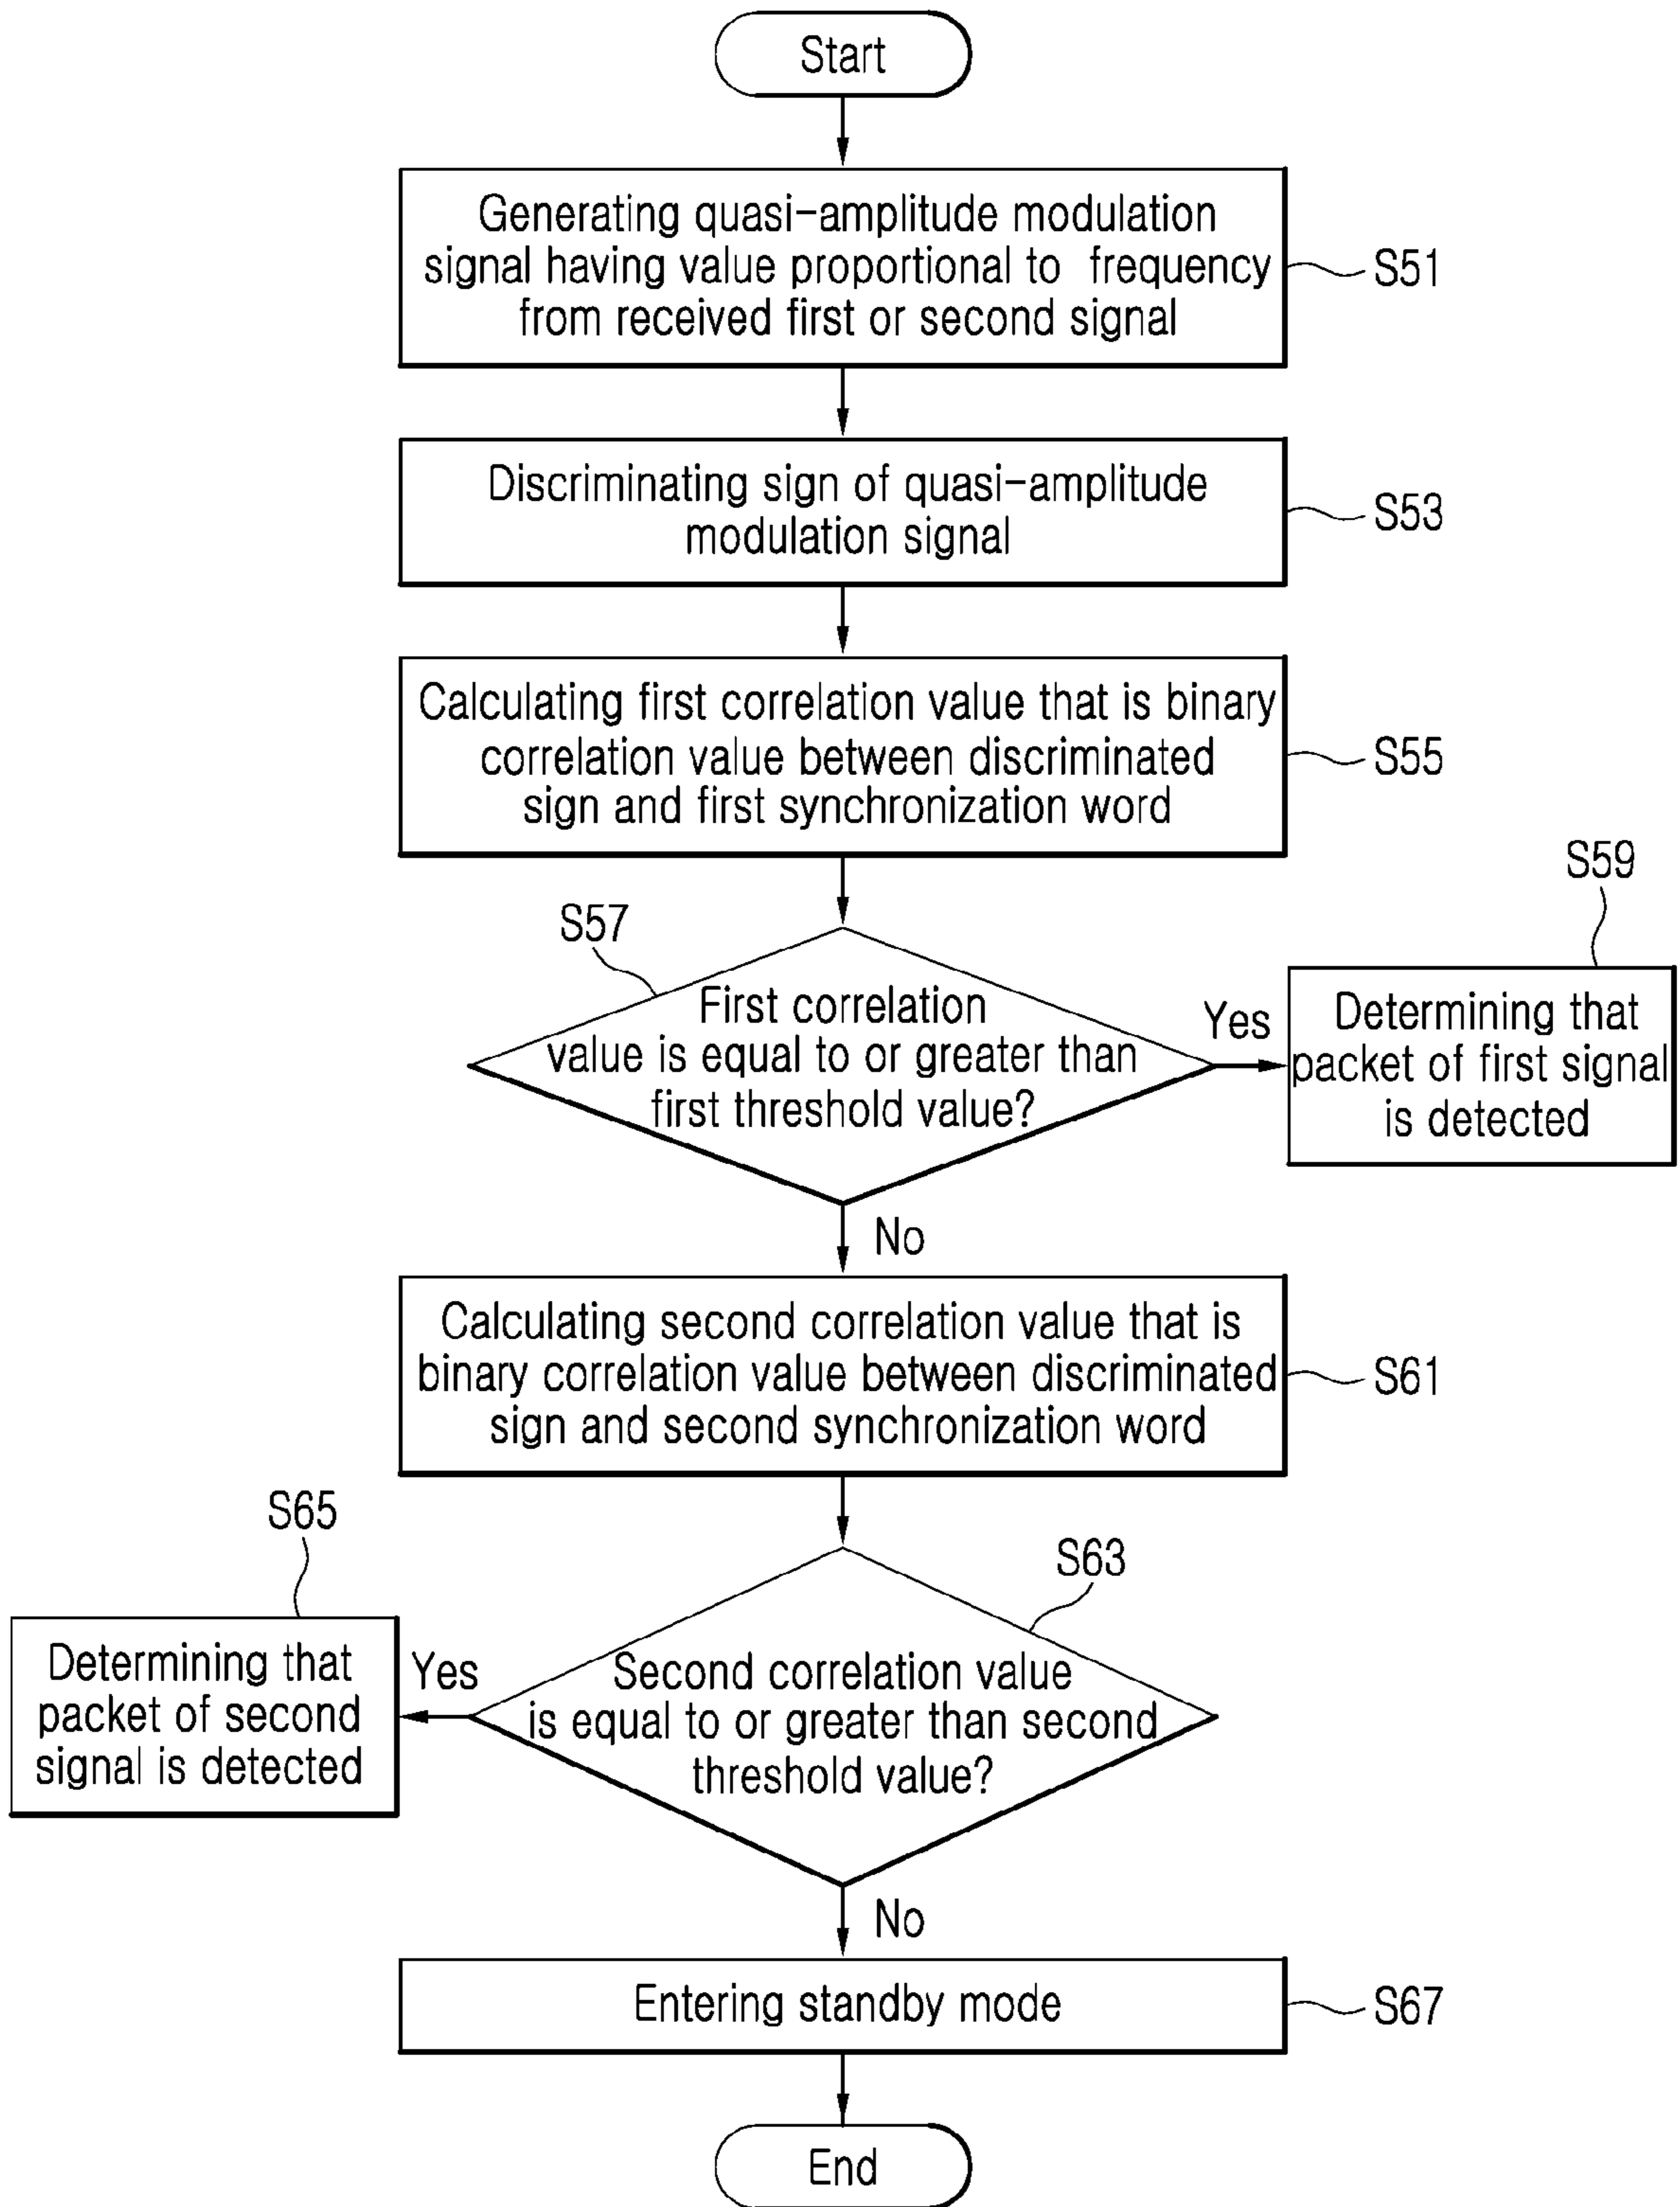 Start
Generating quasi-amplitude modulation
signal having value proportional to frequency
from received first or second signal
S51
Discriminating sign of quasi-amplitude
modulation signal
S53
Calculating first correlation value that is binary
correlation value between discriminated
sign and first synchronization word
S55
S57
First correlation
value is equal to or greater than
first threshold value?
Yes
S59
Determining that
packet of first signal
is detected
No
Calculating second correlation value that is
binary correlation value between discriminated
sign and second synchronization word
S61
S63
Second correlation value
is equal to or greater than second
threshold value?
Yes
S65
Determining that
packet of second
signal is detected
No
Entering standby mode
S67
End